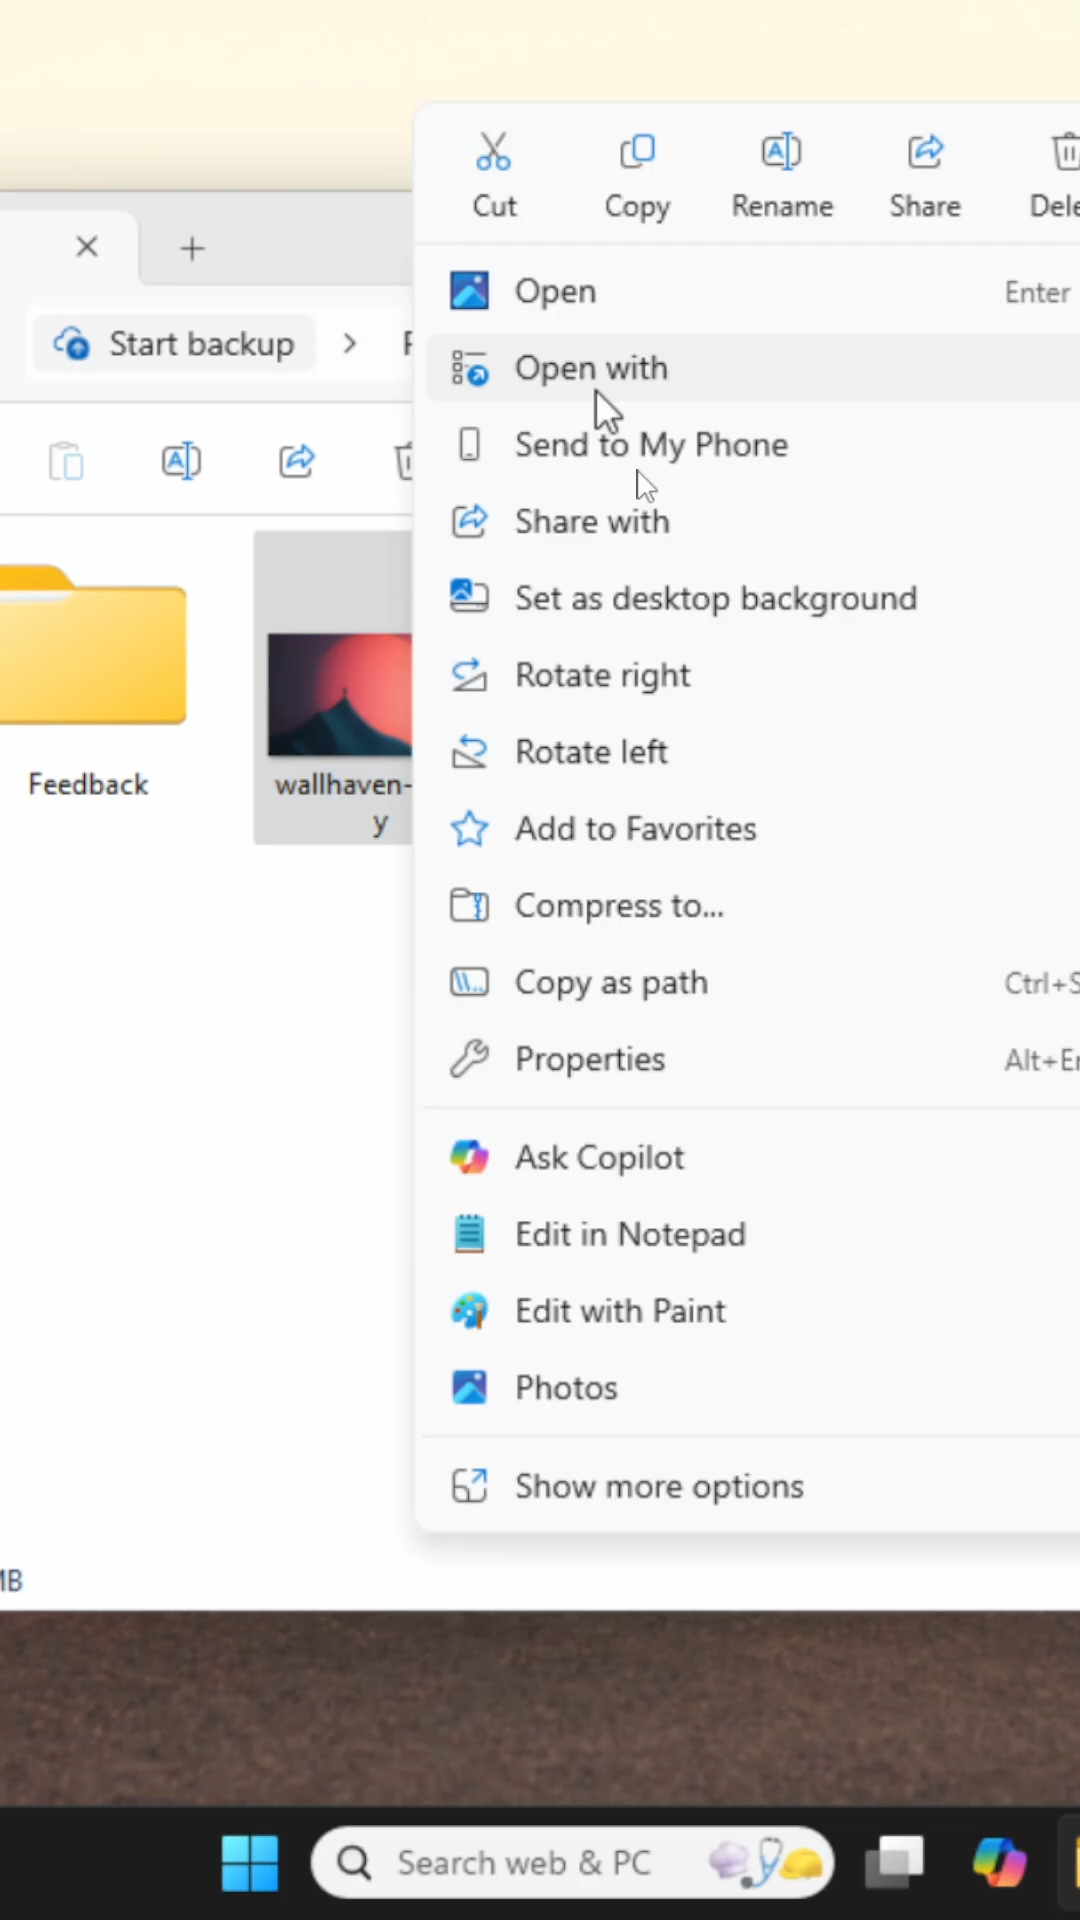 Cut
Copy
Rename
Share
Dele
Open
Enter
Start backup
Open with
Send to My Phone
Share with
Set as desktop background
Rotate right
Rotate left
Feedback
wallhaven-
y
Add to Favorites
Compress to...
Copy as path
Ctrl+S
Properties
Alt+En
Ask Copilot
Edit in Notepad
Edit with Paint
Photos
Show more options
MB
Search web & PC